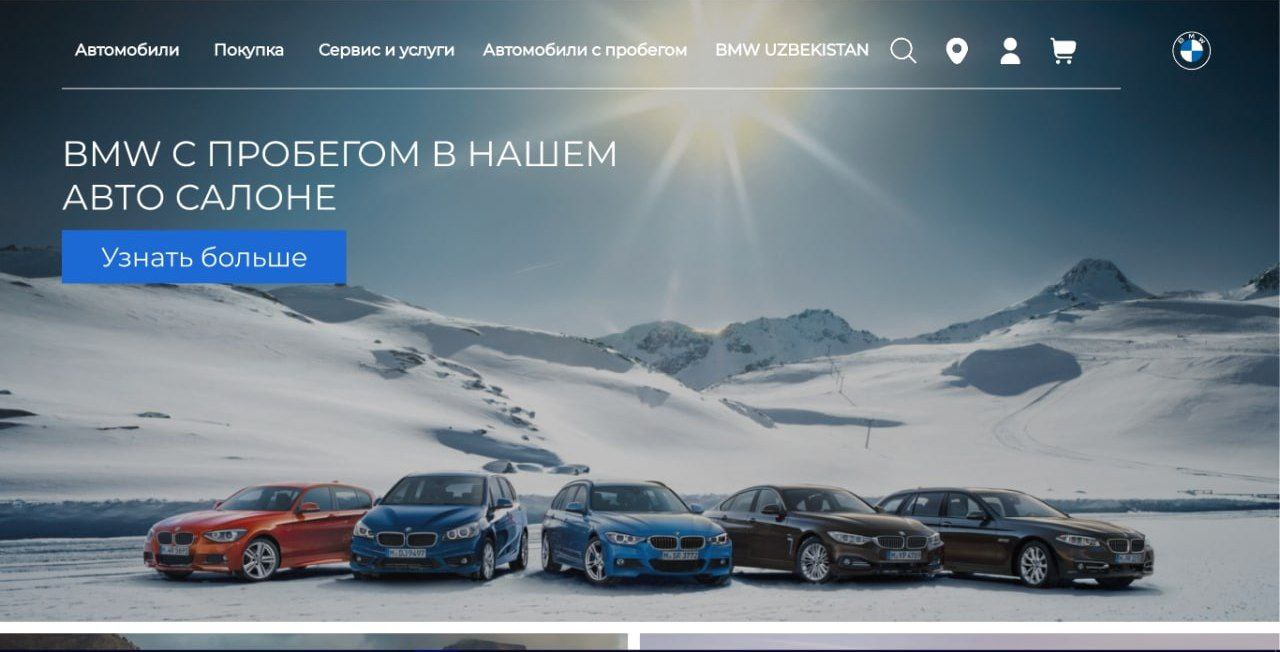 Автомобили Покупка Сервис и услуги Автомобили с пробегом BMW UZBEKISTAN
BMW
BMW С ПРОБЕГОМ В НАШЕМ
АВТО САЛОНЕ
Узнать больше